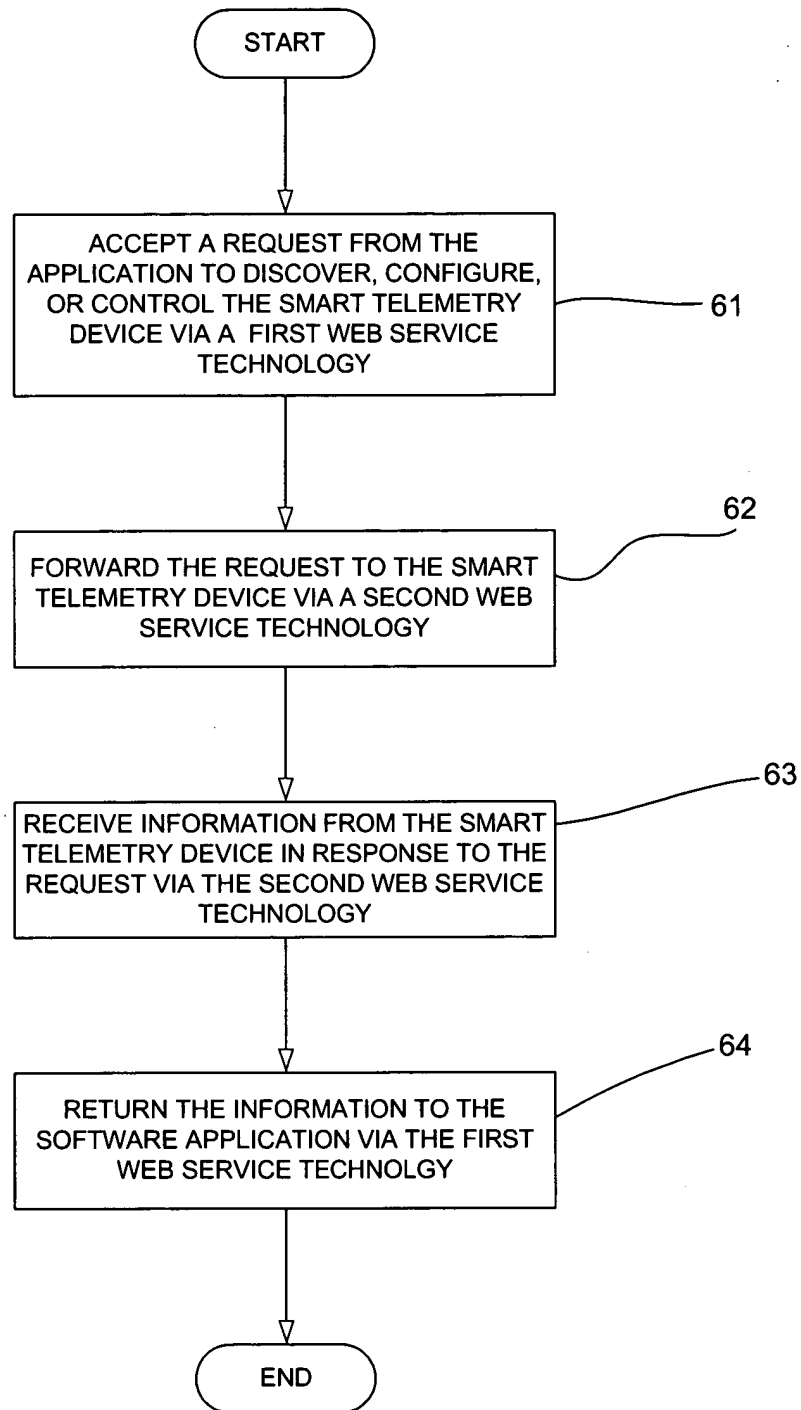 START
ACCEPT A REQUEST FROM THE
APPLICATION TO DISCOVER, CONFIGURE,
OR CONTROL THE SMART TELEMETRY
DEVICE VIA A FIRST WEB SERVICE
TECHNOLOGY
61
62
FORWARD THE REQUEST TO THE SMART
TELEMETRY DEVICE VIA A SECOND WEB
SERVICE TECHNOLOGY
63
RECEIVE INFORMATION FROM THE SMART
TELEMETRY DEVICE IN RESPONSE TO THE
REQUEST VIA THE SECOND WEB SERVICE
TECHNOLOGY
64
RETURN THE INFORMATION TO THE
SOFTWARE APPLICATION VIA THE FIRST
WEB SERVICE TECHNOLGY
END